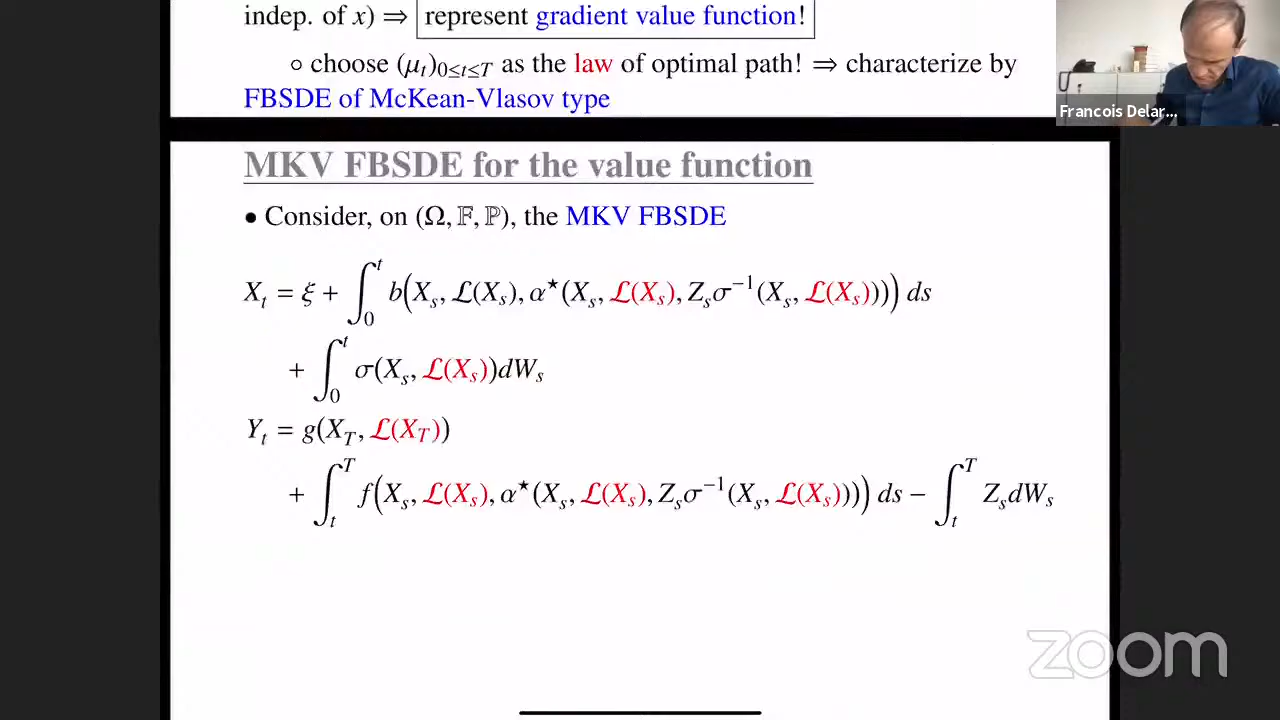 indep. of x) ⇒ represent gradient value function!
◦ choose (μₜ)₀≤ₜ≤T as the law of optimal path! ⇒ characterize by
FBSDE of McKean-Vlasov type
Francois Delar...
MKV FBSDE for the value function
• Consider, on (Ω, 𝔽, ℙ), the MKV FBSDE
X_t = ξ + ∫_0^t b(X_s, ℒ(X_s), α*(X_s, ℒ(X_s), Z_sσ^{-1}(X_s, ℒ(X_s)))) ds
+ ∫_0^t σ(X_s, ℒ(X_s))dW_s
Y_t = g(X_T, ℒ(X_T))
+ ∫_t^T f(X_s, ℒ(X_s), α*(X_s, ℒ(X_s), Z_sσ^{-1}(X_s, ℒ(X_s)))) ds − ∫_t^T Z_sdW_s
zoom